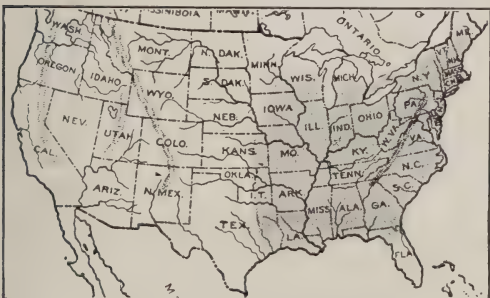 SSINIBOIA
ONTARIO
WASH.
MONT.
N. DAK.
MINN.
ME.
VT.
OREGON
IDAHO
WYO.
S. DAK.
WIS.
MICH.
N.Y.
NEB.
IOWA
PA.
NEV.
UTAH
COLO.
KANS.
MO.
ILL.
IND.
OHIO
W.VA.
VA.
KY.
CAL.
ARIZ.
N. MEX.
OKLA.
I.T.
ARK.
TENN.
N.C.
S.C.
TEX.
LA.
MISS
ALA.
GA.
FLA.
M